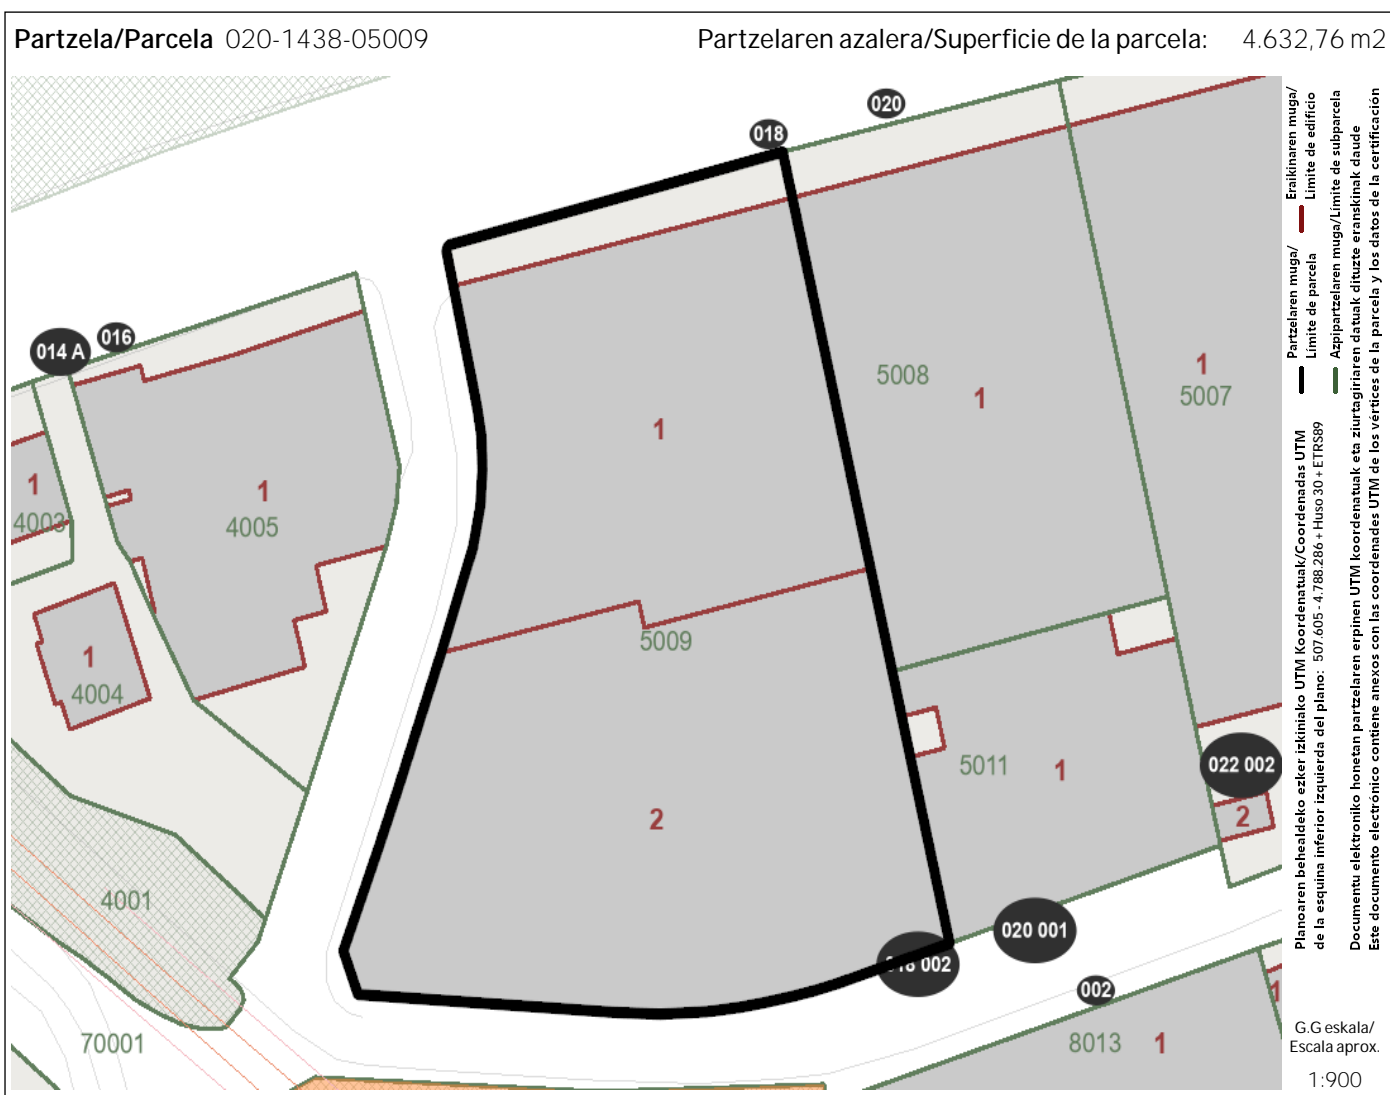 Partzela/Parcela 020-1438-05009
Partzelaren azalera/Superficie de la parcela: 4.632,76 m2
020
018
016
014 A
1
5008
1
1
5007
1
1
4003
1
4005
5009
1
4004
5011
1
022 002
2
2
4001
020 001
018 002
002
1
70001
8013
1
Eraikinaren muga/
Límite de edificio
Partzelaren muga/
Límite de parcela
Azpipartzelaren muga/Límite de subparcela
Planoaren behealdeko ezker izkiniako UTM Koordenatuak/Coordenadas UTM
de la esquina inferior izquierda del plano: 507.605 - 4.788.286 + Huso 30 + ETRS89
Documentu elektroniko honetan partzelaren erpinen UTM koordenatuak eta ziurtagiriaren datuak dituzte eranskinak daude
Este documento electrónico contiene anexos con las coordenadas UTM de los vértices de la parcela y los datos de la certificación
G.G eskala/
Escala aprox.
1:900